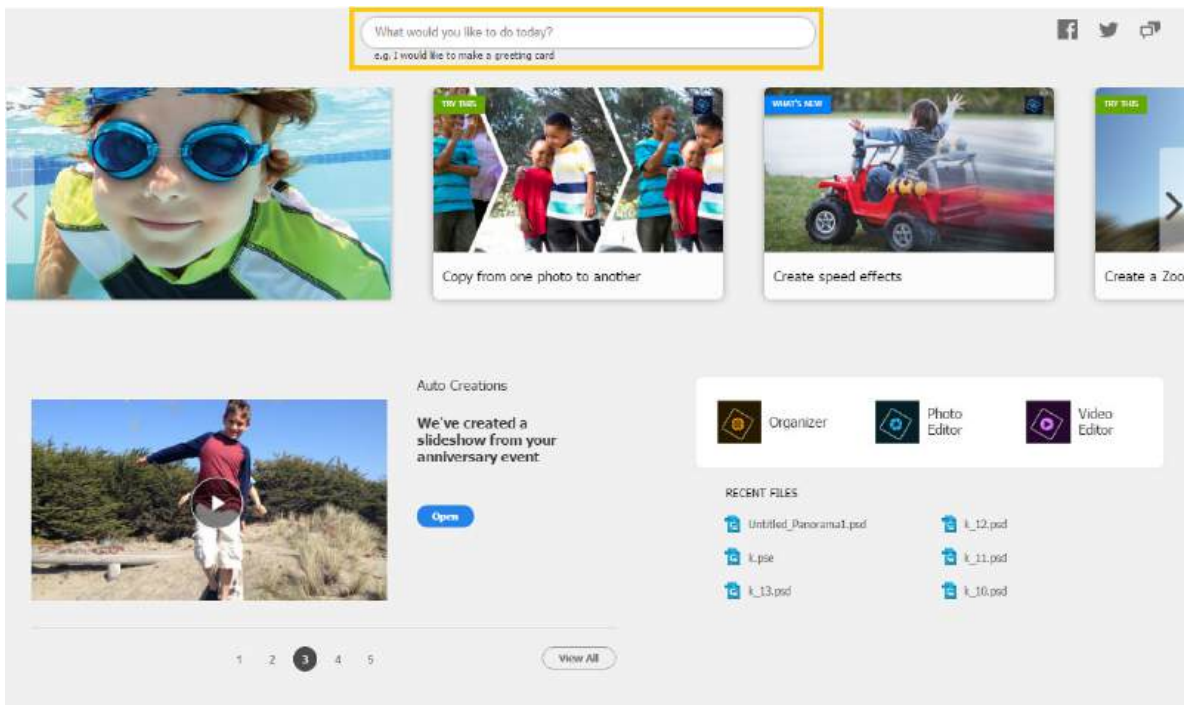 What would you like to do today?
e.g. I would like to make a greeting card
TRY THIS
WHAT'S NEW
TRY THIS
Copy from one photo to another
Create speed effects
Create a Zoo
Auto Creations
We've created a
slideshow from your
anniversary event
Open
Organizer
Photo
Editor
Video
Editor
RECENT FILES
Untitled_Panorama1.psd
k_12.psd
k.pse
k_11.psd
k_13.psd
k_10.psd
1 2 3 4 5
View All